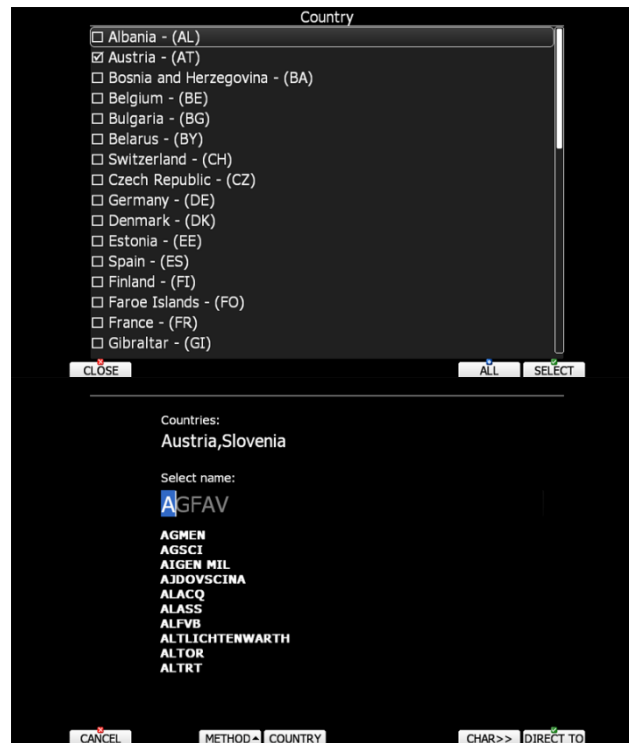 Country
Albania - (AL)
Austria - (AT)
Bosnia and Herzegovina - (BA)
Belgium - (BE)
Bulgaria - (BG)
Belarus - (BY)
Switzerland - (CH)
Czech Republic - (CZ)
Germany - (DE)
Denmark - (DK)
Estonia - (EE)
Spain - (ES)
Finland - (FI)
Faroe Islands - (FO)
France - (FR)
Gibraltar - (GI)
CLOSE ALL SELECT
Countries:
Austria,Slovenia
Select name:
AGFAV
AGMEN
AGSCI
AIGEN MIL
AJDOVSCINA
ALACQ
ALASS
ALFVB
ALTLICHTENWARTH
ALTOR
ALTRT
CANCEL METHOD COUNTRY CHAR>> DIRECT TO